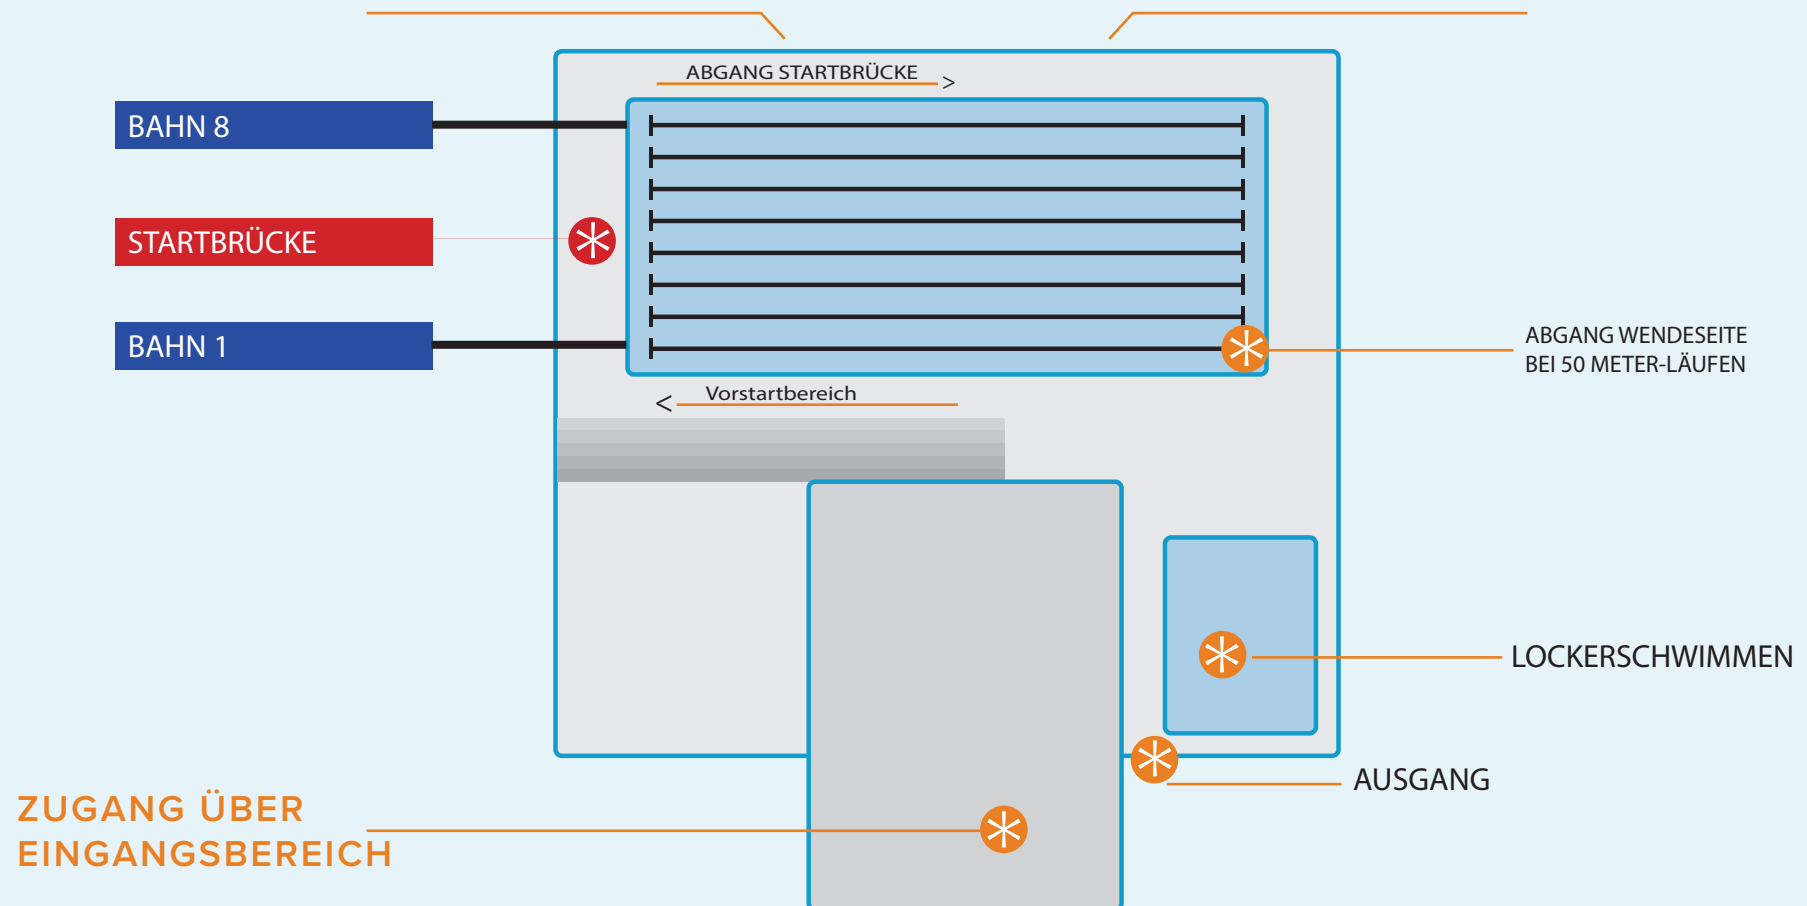 ABGANG STARTBRÜCKE >
BAHN 8
STARTBRÜCKE
BAHN 1
ABGANG WENDESEITE
BEI 50 METER-LÄUFEN
< Vorstartbereich
LOCKERSCHWIMMEN
AUSGANG
ZUGANG ÜBER
EINGANGSBEREICH